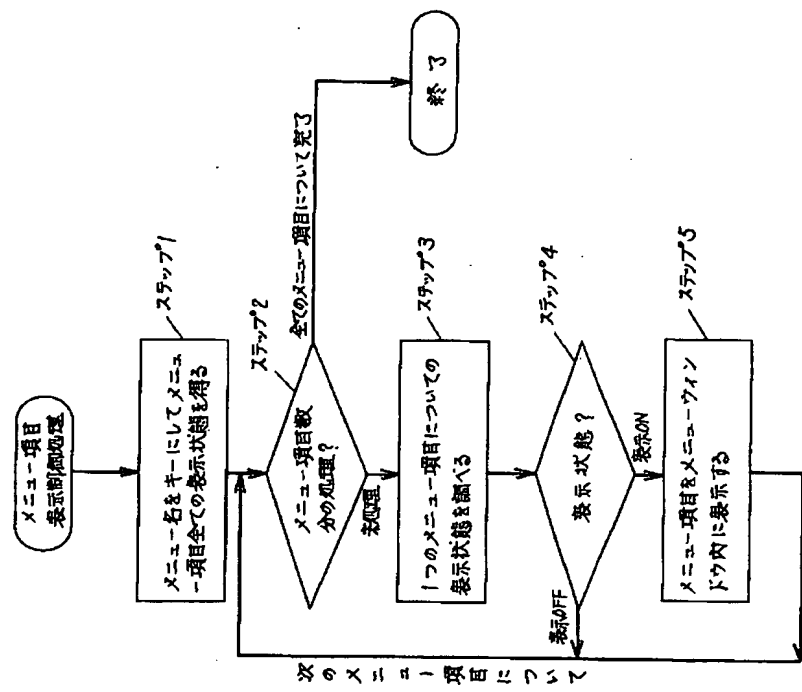 メニュー項目
表示制御処理
メニュー名をキーにしてメニュ
ー項目全ての表示状態を得る
ステップ1
メニュー項目数
分の処理?
ステップ2
全てのメニュー項目について完了
終了
未処理
1つのメニュー項目についての
表示状態を調べる
ステップ3
表示状態?
ステップ4
表示OFF
表示ON
メニュー項目をメニューウィン
ドウ内に表示する
ステップ5
次のメニュー項目について